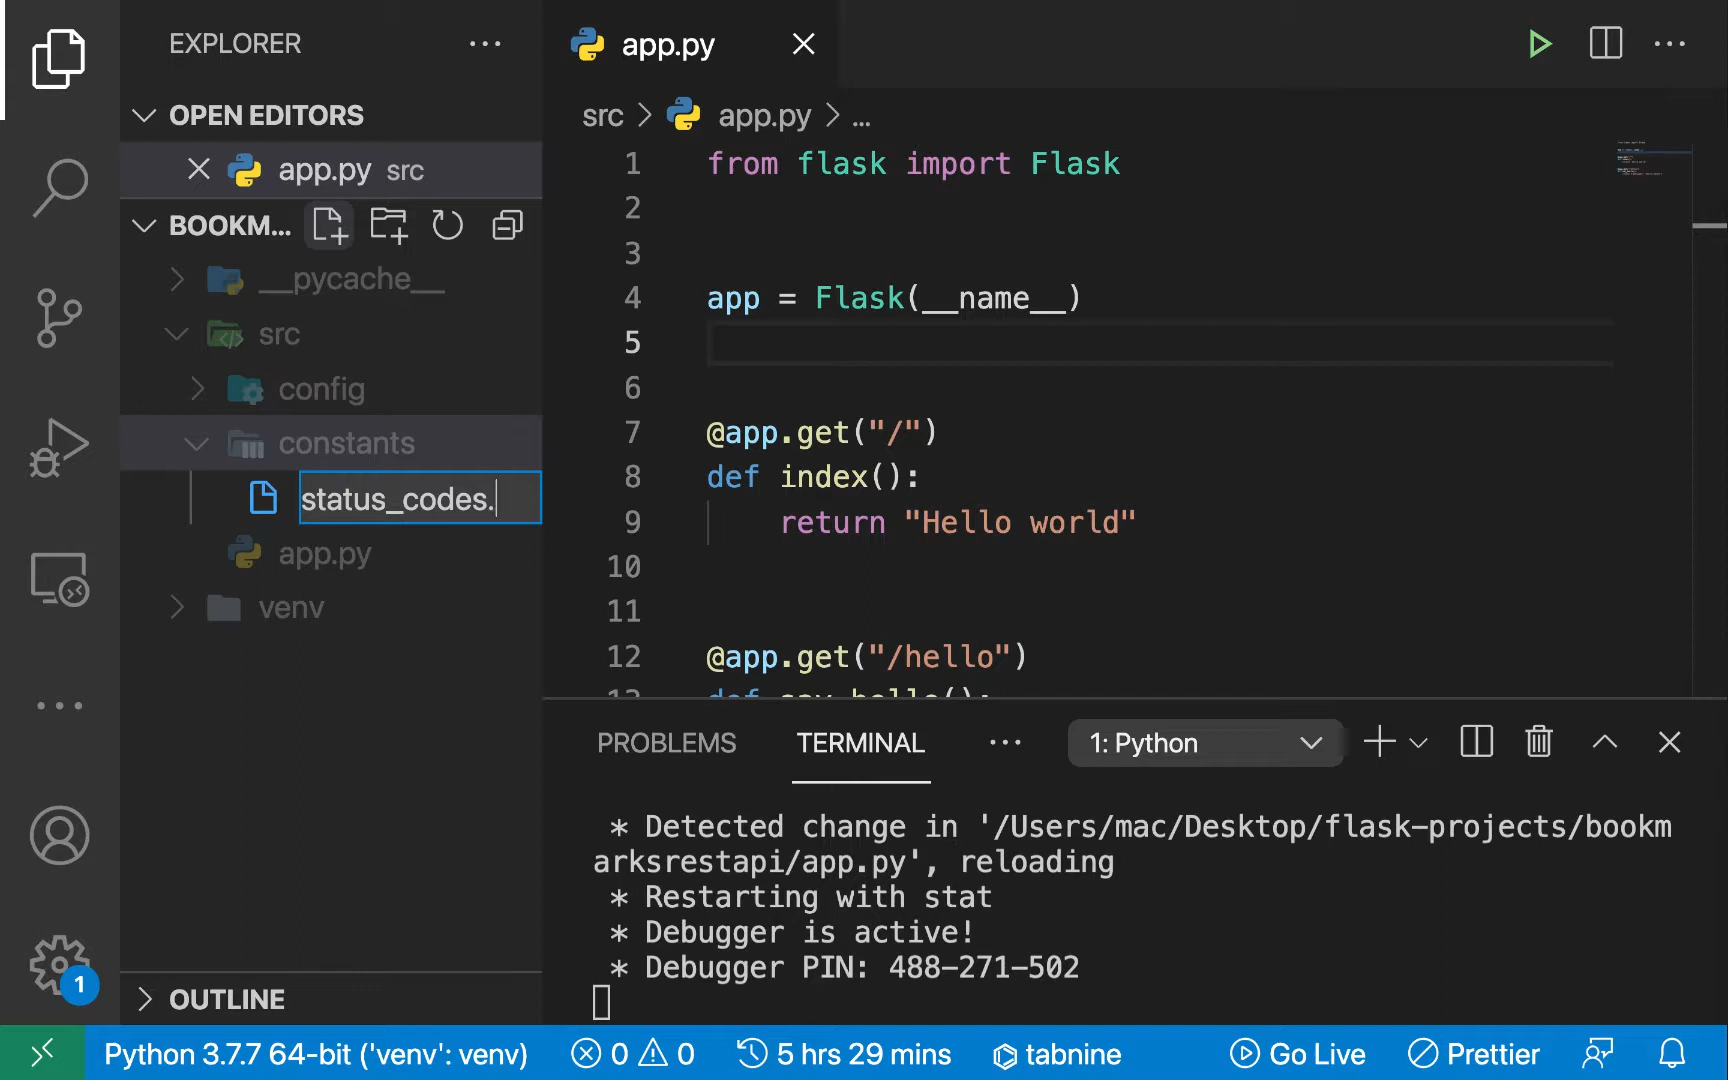 EXPLORER
OPEN EDITORS
app.py src
BOOKM...
__pycache__
src
config
constants
status_codes.
app.py
venv
OUTLINE
app.py
src > app.py > ...
1 from flask import Flask
2
3
4 app = Flask(__name__)
5
6
7 @app.get("/")
8 def index():
9 return "Hello world"
10
11
12 @app.get("/hello")
13 def say_hello():
PROBLEMS TERMINAL ... 1: Python
* Detected change in '/Users/mac/Desktop/flask-projects/bookm
arksrestapi/app.py', reloading
* Restarting with stat
* Debugger is active!
* Debugger PIN: 488-271-502
1
Python 3.7.7 64-bit ('venv': venv) 0 0 5 hrs 29 mins tabnine Go Live Prettier